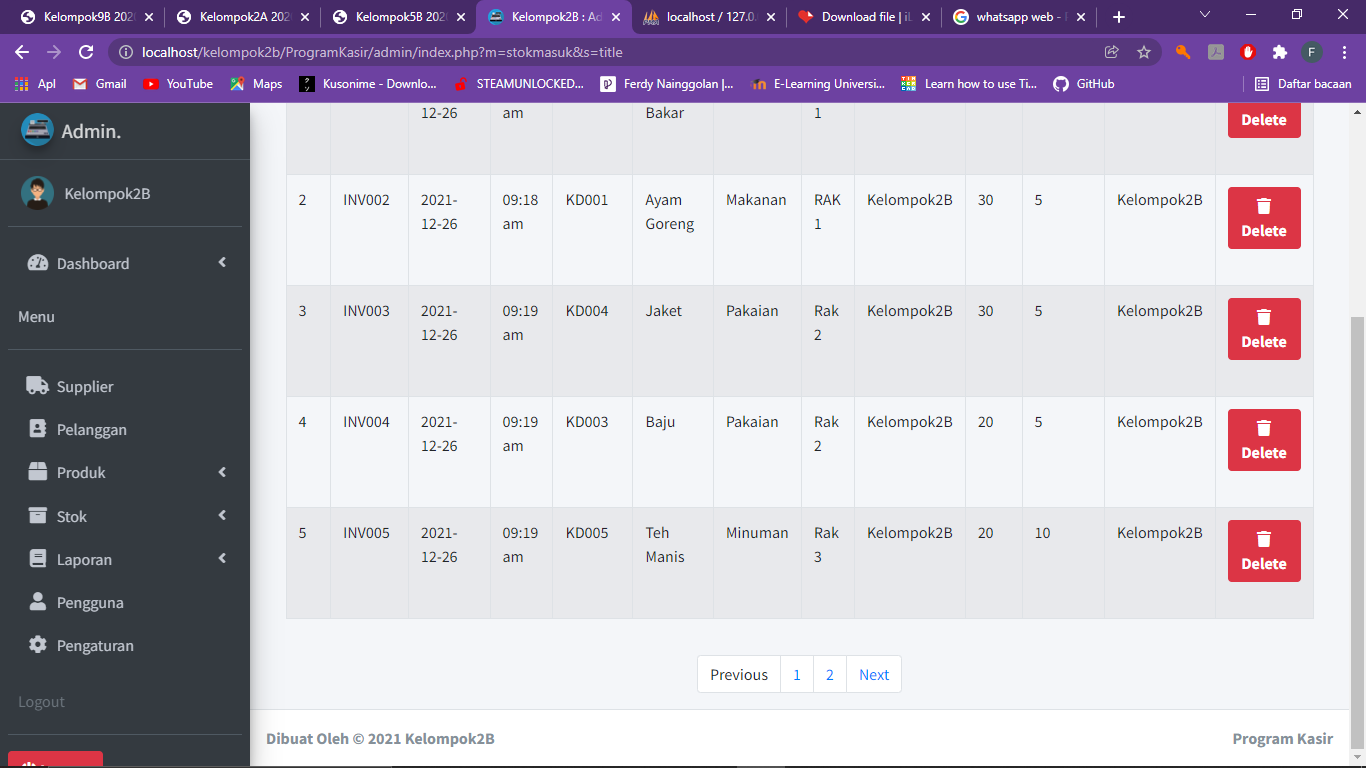 Kelompok9B 202
Kelompok2A 202
Kelompok5B 202
Kelompok2B : Ad
localhost / 127.0.
Download file | iL
whatsapp web -
localhost/kelompok2b/ProgramKasir/admin/index.php?m=stokmasuk&s=title
F
Apl
Gmail
YouTube
Maps
Kusonime - Downlo...
STEAMUNLOCKED...
Ferdy Nainggolan |...
E-Learning Universi...
Learn how to use Ti...
GitHub
Daftar bacaan
Admin.
Kelompok2B
Dashboard
Menu
Supplier
Pelanggan
Produk
Stok
Laporan
Pengguna
Pengaturan
Logout
12-26 am Bakar 1 Delete
2 INV002 2021- 09:18 KD001 Ayam Makanan RAK Kelompok2B 30 5 Kelompok2B
12-26 am Goreng 1 Delete
3 INV003 2021- 09:19 KD004 Jaket Pakaian Rak Kelompok2B 30 5 Kelompok2B
12-26 am 2 Delete
4 INV004 2021- 09:19 KD003 Baju Pakaian Rak Kelompok2B 20 5 Kelompok2B
12-26 am 2 Delete
5 INV005 2021- 09:19 KD005 Teh Minuman Rak Kelompok2B 20 10 Kelompok2B
12-26 am Manis 3 Delete
Previous 1 2 Next
Dibuat Oleh © 2021 Kelompok2B
Program Kasir